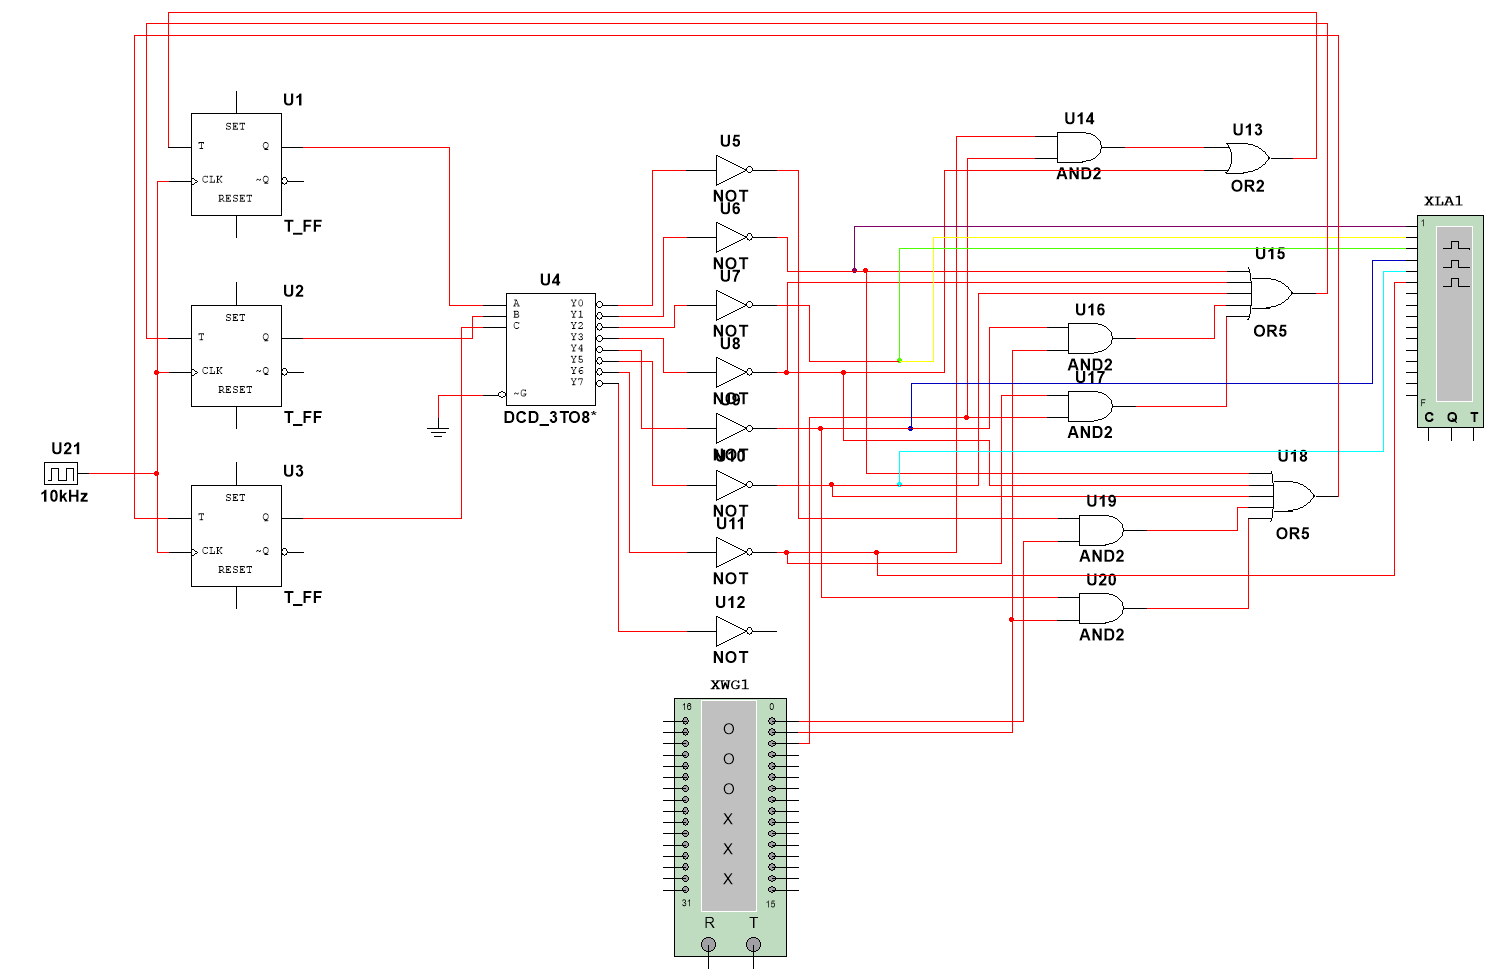 U1
SET
T Q
CLK ~Q
RESET
T_FF
U2
SET
T Q
CLK ~Q
RESET
T_FF
U21
10kHz
U3
SET
T Q
CLK ~Q
RESET
T_FF
U4
A
B
C
~G
Y0
Y1
Y2
Y3
Y4
Y5
Y6
Y7
DCD_3TO8*
U5
NOT
U6
NOT
U7
NOT
U8
NOT
U9
NOT
U10
NOT
U11
NOT
U12
NOT
U14
AND2
U13
OR2
U15
OR5
U16
AND2
U17
AND2
U18
OR5
U19
AND2
U20
AND2
XLA1
1
F
C Q T
XWG1
16 0
O
O
O
X
X
X
31 15
R T